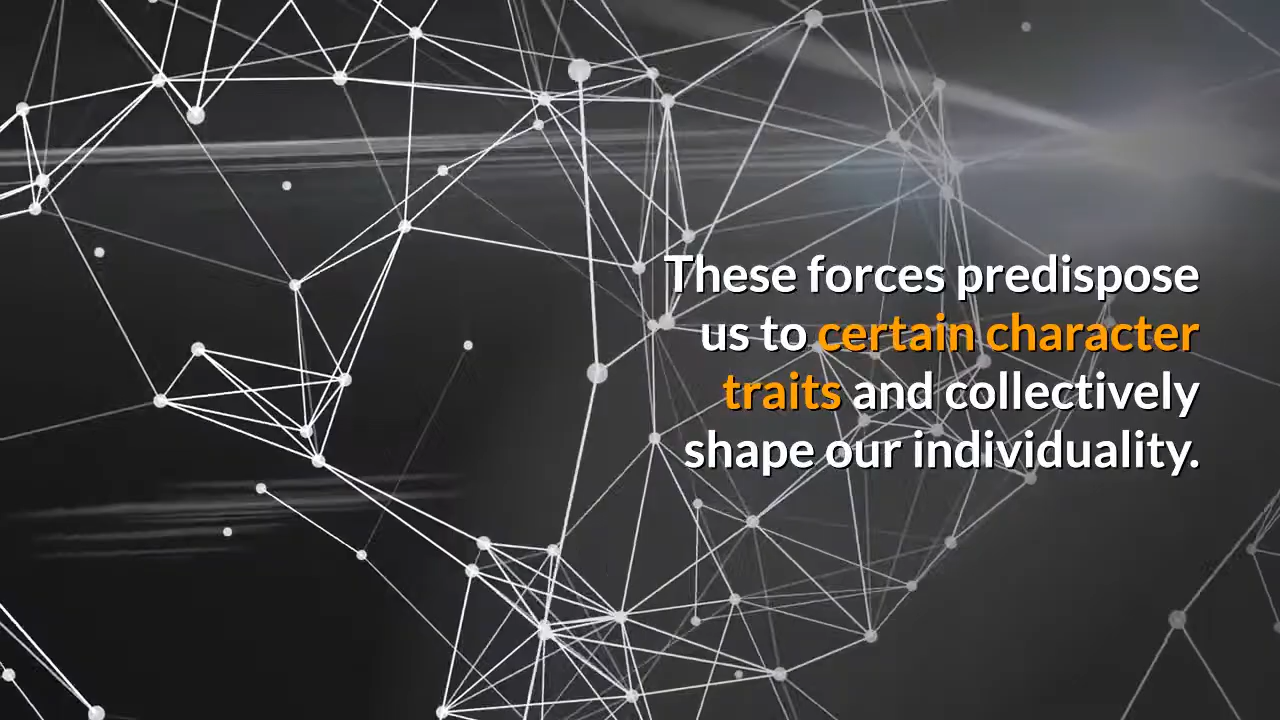 These forces predispose
us to certain character
traits and collectively
shape our individuality.